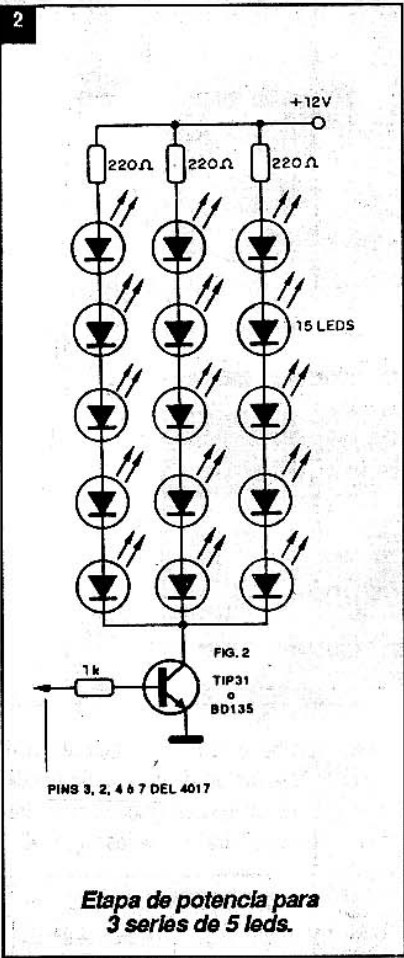 2
+12V
220Ω 220Ω 220Ω
15 LEDS
FIG. 2
1k
TIP31
o
BD135
PINS 3, 2, 4 ó 7 DEL 4017
Etapa de potencia para
3 series de 5 leds.